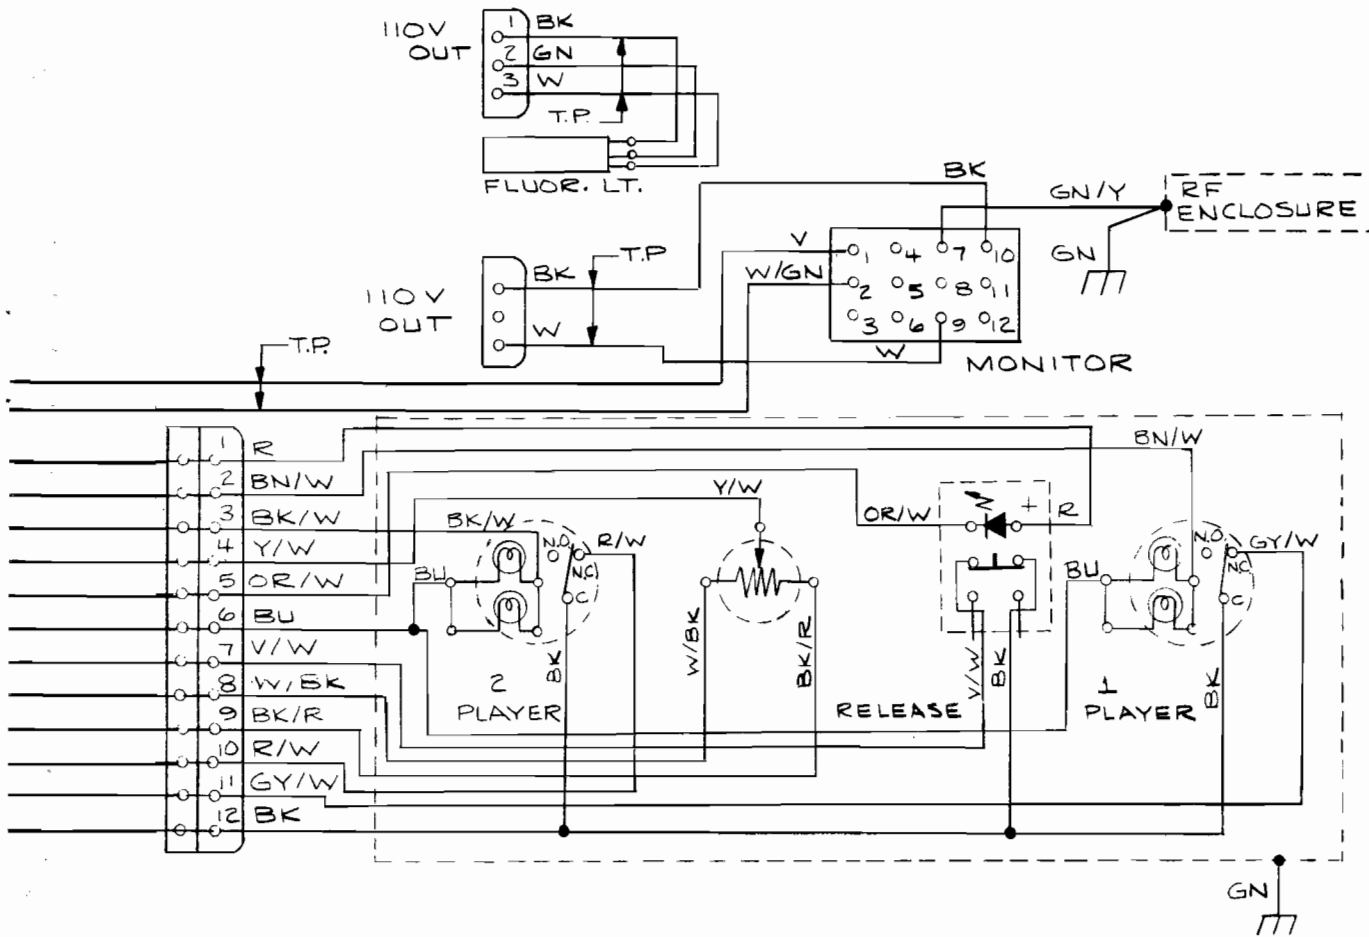 110V
OUT
1 BK
2 GN
3 W
T.P.
FLUOR. LT.
BK
GN/Y
RF
ENCLOSURE
GN
110V
OUT
BK
W
T.P
V
W/GN
1 4 7 10
2 5 8 11
3 6 9 12
W
MONITOR
T.P.
1 R
2 BN/W
3 BK/W
4 Y/W
5 OR/W
6 BU
7 V/W
8 W/BK
9 BK/R
10 R/W
11 GY/W
12 BK
BK/W
N.O.
N.C.
C
R/W
BU
BK
2
PLAYER
Y/W
W/BK
BK/R
OR/W
+
R
V/W
BK
RELEASE
BN/W
N.O.
N.C.
C
GY/W
BU
BK
1
PLAYER
GN